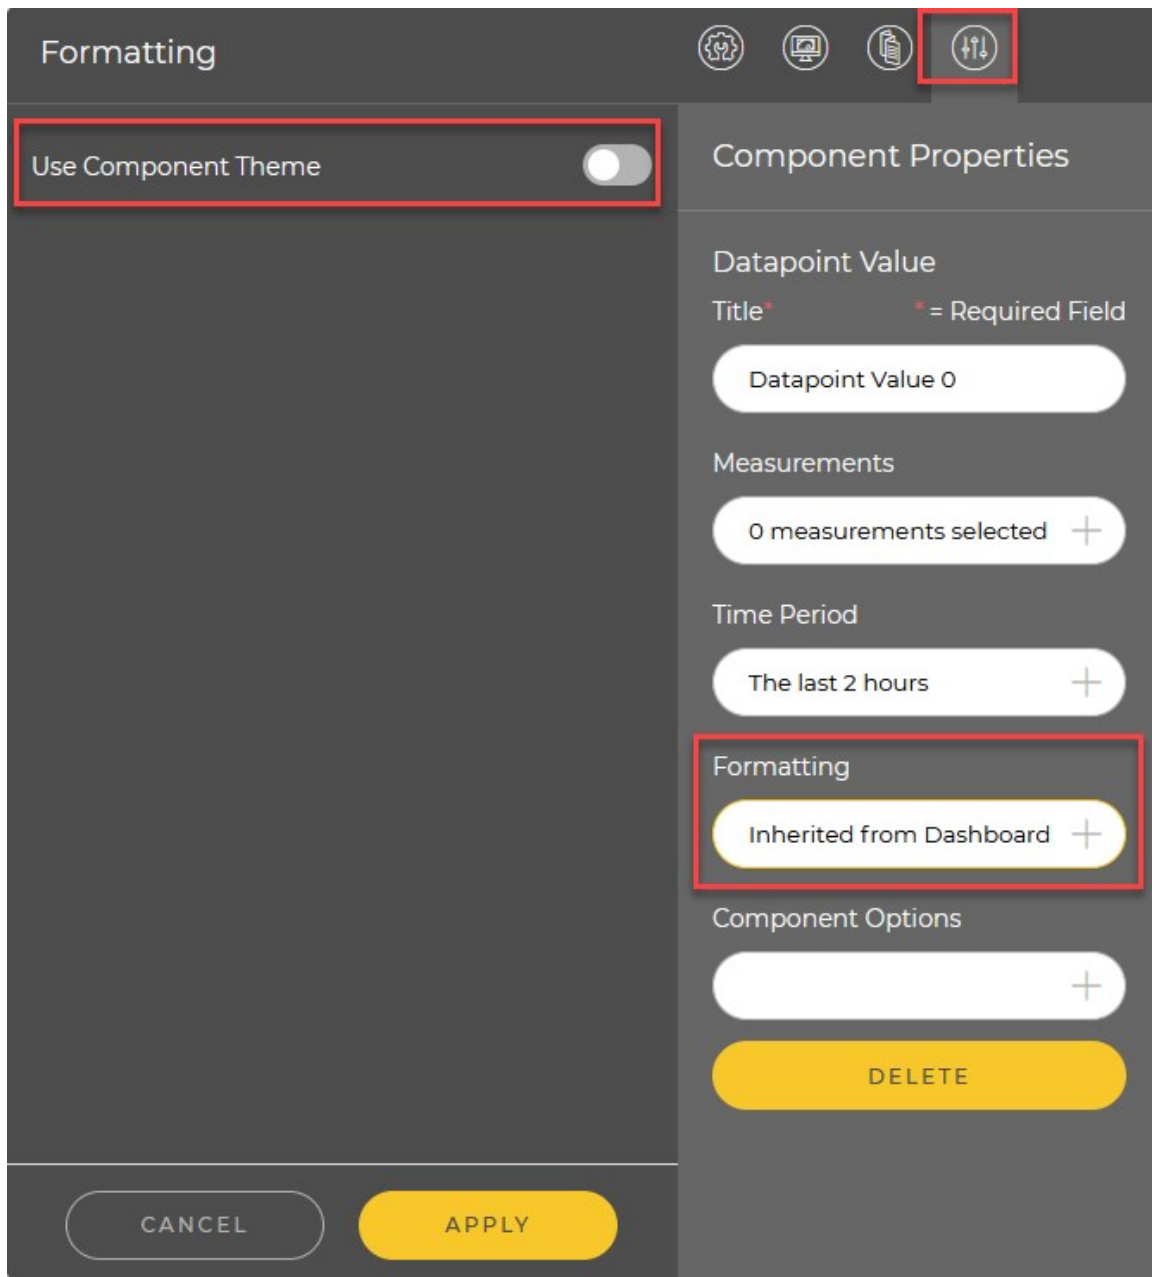 Formatting
Use Component Theme
Component Properties
Datapoint Value
Title* * = Required Field
Datapoint Value 0
Measurements
0 measurements selected
Time Period
The last 2 hours
Formatting
Inherited from Dashboard
Component Options
DELETE
CANCEL
APPLY